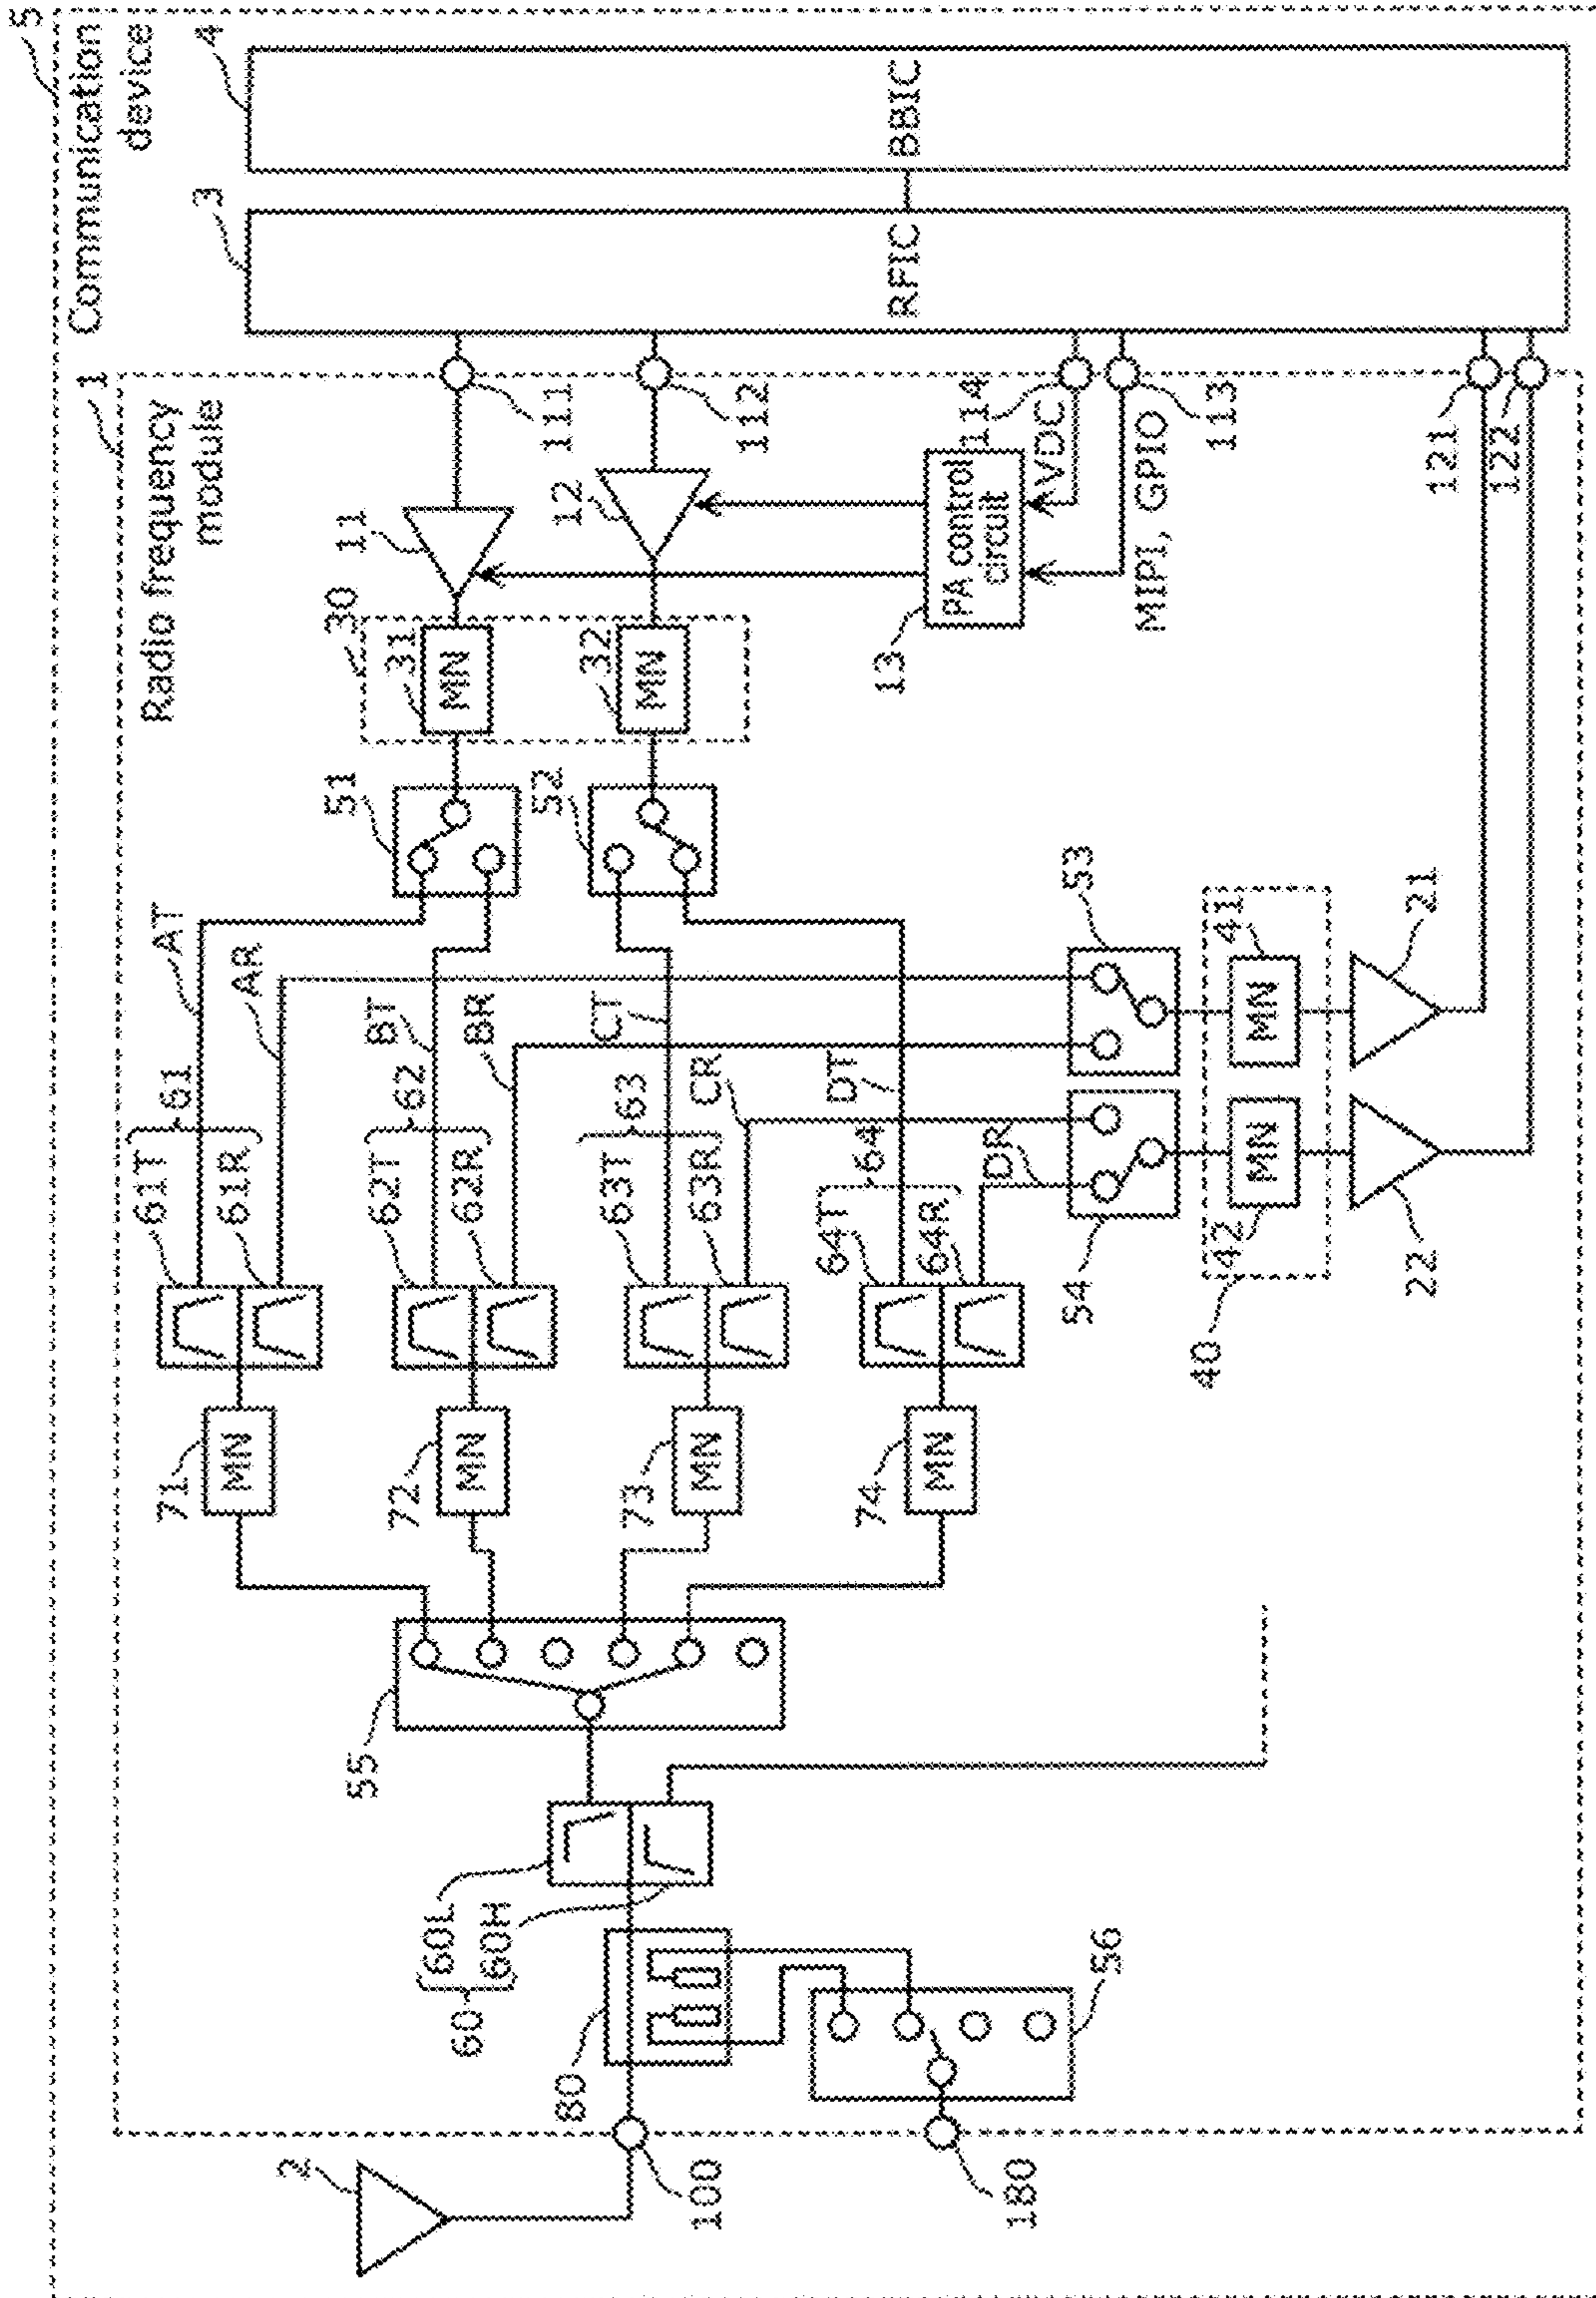 5
Communication
device
1
Radio frequency
module
3
4
RFIC
BBIC
2
100
180
80
56
60
60L
60H
55
71
MN
72
MN
73
MN
74
MN
61T
61R
61
62T
62R
62
63T
63R
63
64T
64R
64
AT
AR
BT
BR
CT
CR
DT
DR
51
52
30
31
MN
32
MN
11
12
111
112
13
PA control
circuit
114
VDC
MIPI, GPIO
113
53
54
40
41
MN
42
MN
21
22
121
122